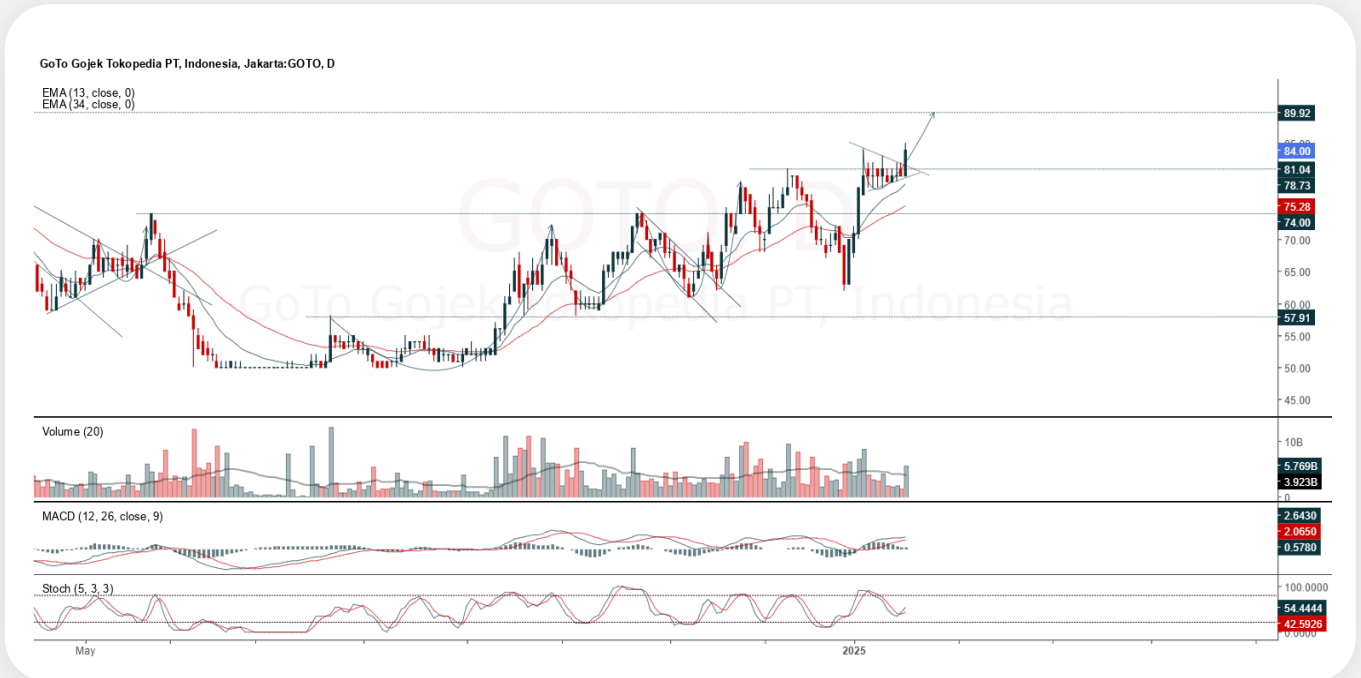 GoTo Gojek Tokopedia PT, Indonesia, Jakarta:GOTO, D
EMA (13, close, 0)
EMA (34, close, 0)
89.92
84.00
81.04
78.73
75.28
74.00
70.00
65.00
60.00
57.91
55.00
50.00
45.00
GOTO, D
GoTo Gojek Tokopedia PT, Indonesia
Volume (20)
10B
5.769B
3.923B
0
MACD (12, 26, close, 9)
2.6430
2.0650
0.5780
Stoch (5, 3, 3)
100.0000
54.4444
42.5926
0.0000
May
2025